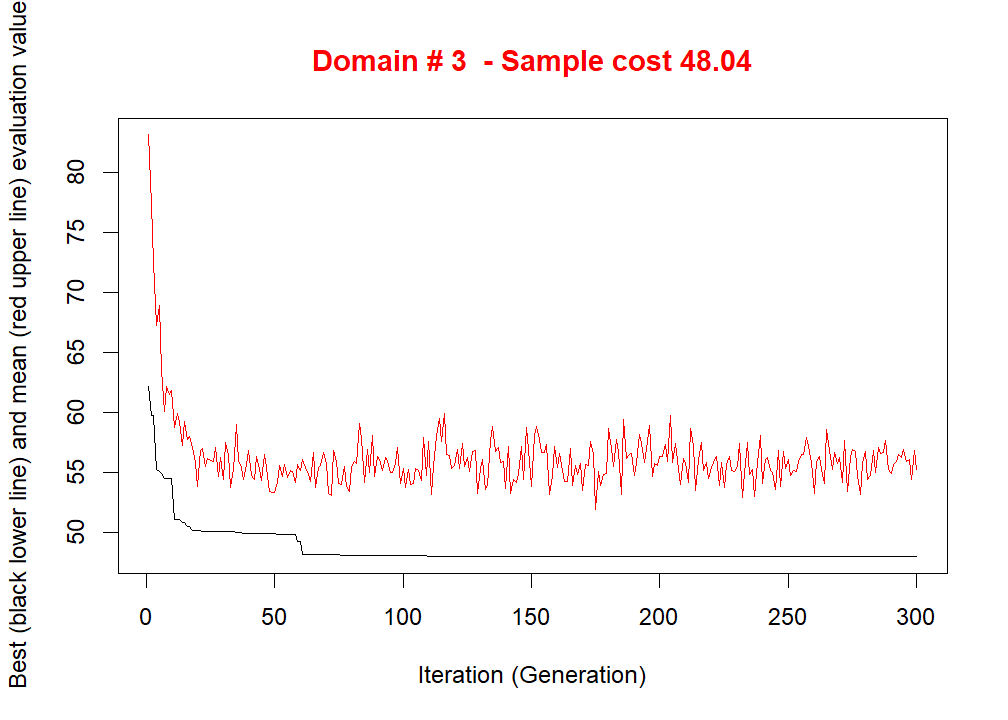 Domain # 3  - Sample cost 48.04
Best (black lower line) and mean (red upper line) evaluation value
80
75
70
65
60
55
50
0 50 100 150 200 250 300
Iteration (Generation)